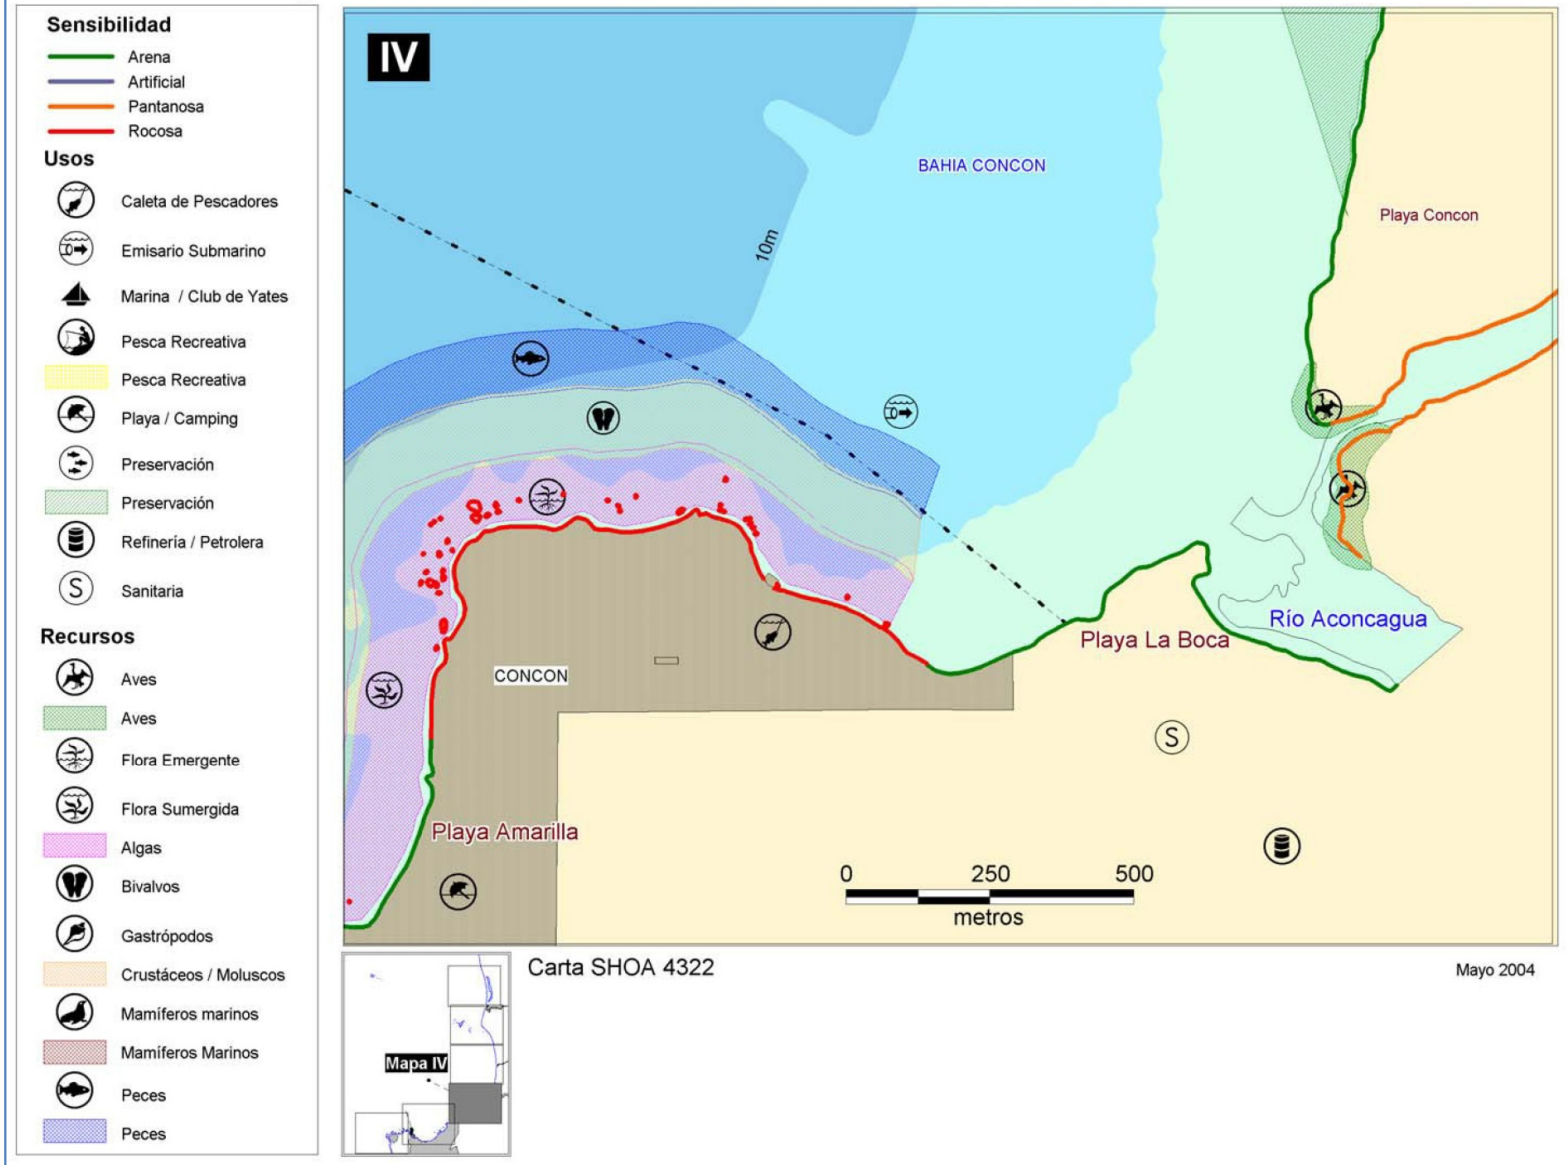 Sensibilidad
Arena
Artificial
Pantanosa
Rocosa
Usos
Caleta de Pescadores
Emisario Submarino
Marina / Club de Yates
Pesca Recreativa
Pesca Recreativa
Playa / Camping
Preservación
Preservación
Refinería / Petrolera
S Sanitaria
Recursos
Aves
Aves
Flora Emergente
Flora Sumergida
Algas
Bivalvos
Gastrópodos
Crustáceos / Moluscos
Mamíferos marinos
Mamíferos Marinos
Peces
Peces
IV
BAHIA CONCON
Playa Concon
10m
Río Aconcagua
Playa La Boca
CONCON
S
Playa Amarilla
0 250 500
metros
Carta SHOA 4322
Mayo 2004
Mapa IV